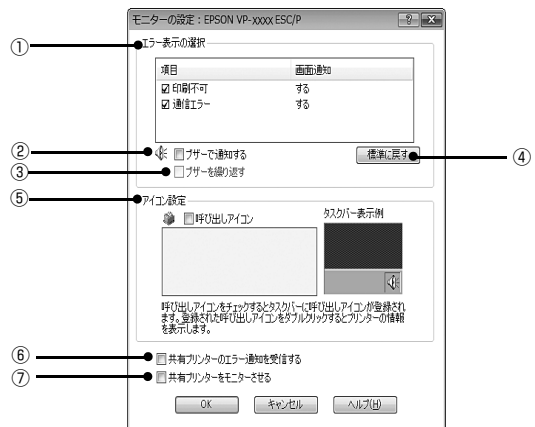 モニターの設定 : EPSON VP-xxxx ESC/P
① エラー表示の選択
項目 画面通知
印刷不可 する
通信エラー する
② ブザーで通知する 標準に戻す ④
③ ブザーを繰り返す
⑤ アイコン設定
呼び出しアイコン タスクバー表示例
呼び出しアイコンをチェックするとタスクバーに呼び出しアイコンが登録され
ます。登録された呼び出しアイコンをダブルクリックするとプリンターの情報
を表示します。
⑥ 共有プリンターのエラー通知を受信する
⑦ 共有プリンターをモニターさせる
OK キャンセル ヘルプ(H)